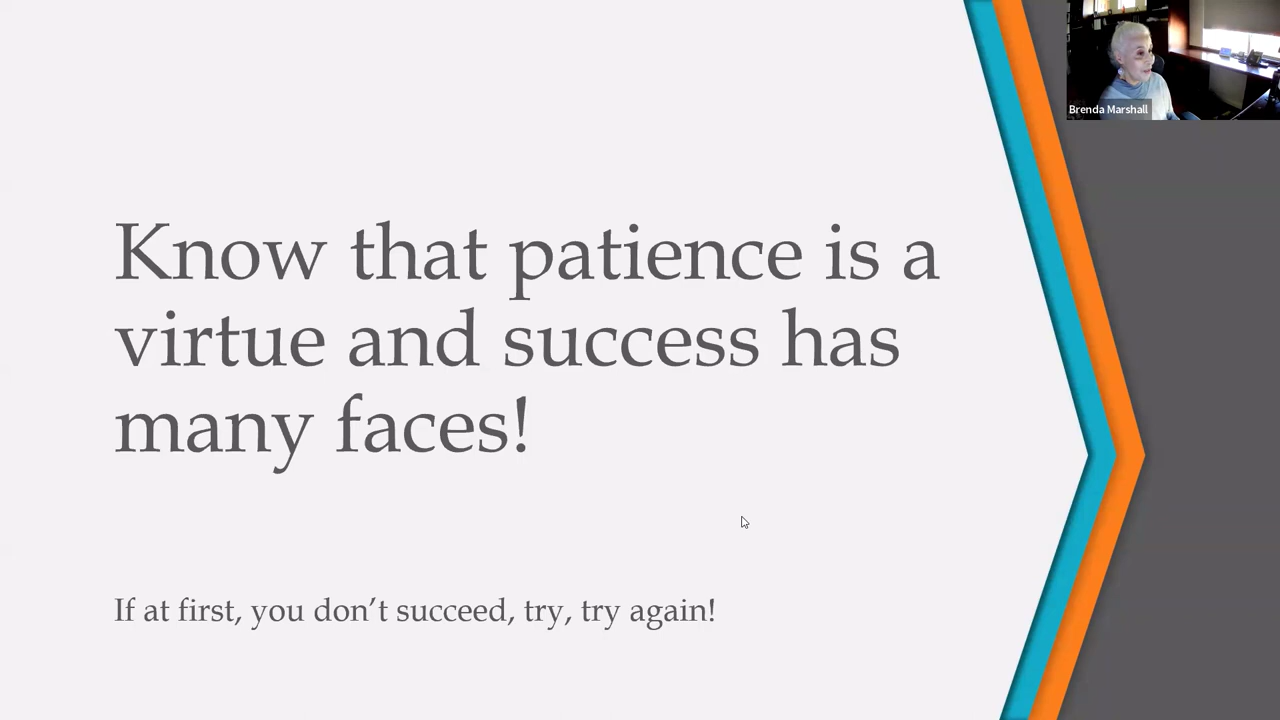 Brenda Marshall
Know that patience is a
virtue and success has
many faces!
If at first, you don’t succeed, try, try again!